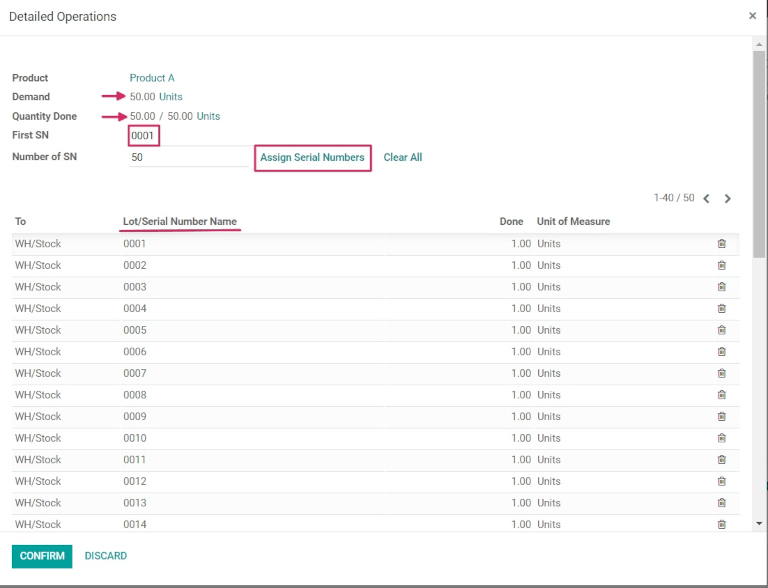 Detailed Operations ×
Product Product A
Demand 50.00 Units
Quantity Done 50.00 / 50.00 Units
First SN 0001
Number of SN 50 Assign Serial Numbers Clear All
1-40 / 50
To Lot/Serial Number Name Done Unit of Measure
WH/Stock 0001 1.00 Units
WH/Stock 0002 1.00 Units
WH/Stock 0003 1.00 Units
WH/Stock 0004 1.00 Units
WH/Stock 0005 1.00 Units
WH/Stock 0006 1.00 Units
WH/Stock 0007 1.00 Units
WH/Stock 0008 1.00 Units
WH/Stock 0009 1.00 Units
WH/Stock 0010 1.00 Units
WH/Stock 0011 1.00 Units
WH/Stock 0012 1.00 Units
WH/Stock 0013 1.00 Units
WH/Stock 0014 1.00 Units
CONFIRM DISCARD